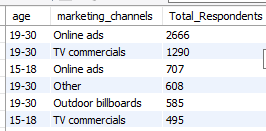 age marketing_channels Total_Respondents
19-30 Online ads 2666
19-30 TV commercials 1290
15-18 Online ads 707
19-30 Other 608
19-30 Outdoor billboards 585
15-18 TV commercials 495